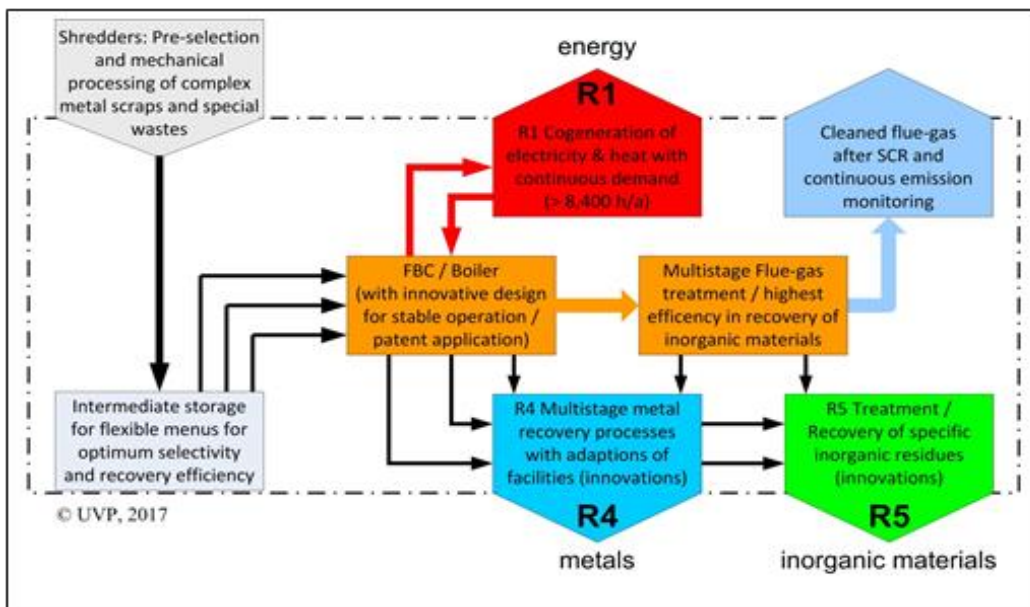 Shredders: Pre-selection
and mechanical
processing of complex
metal scraps and special
wastes
energy
R1
R1 Cogeneration of
electricity & heat with
continuous demand
(> 8,400 h/a)
Cleaned flue-gas
after SCR and
continuous emission
monitoring
FBC / Boiler
(with innovative design
for stable operation /
patent application)
Multistage Flue-gas
treatment / highest
efficency in recovery of
inorganic materials
Intermediate storage
for flexible menus for
optimum selectivity
and recovery efficiency
R4 Multistage metal
recovery processes
with adaptions of
facilities (innovations)
R4
metals
R5 Treatment /
Recovery of specific
inorganic residues
(innovations)
R5
inorganic materials
© UVP, 2017